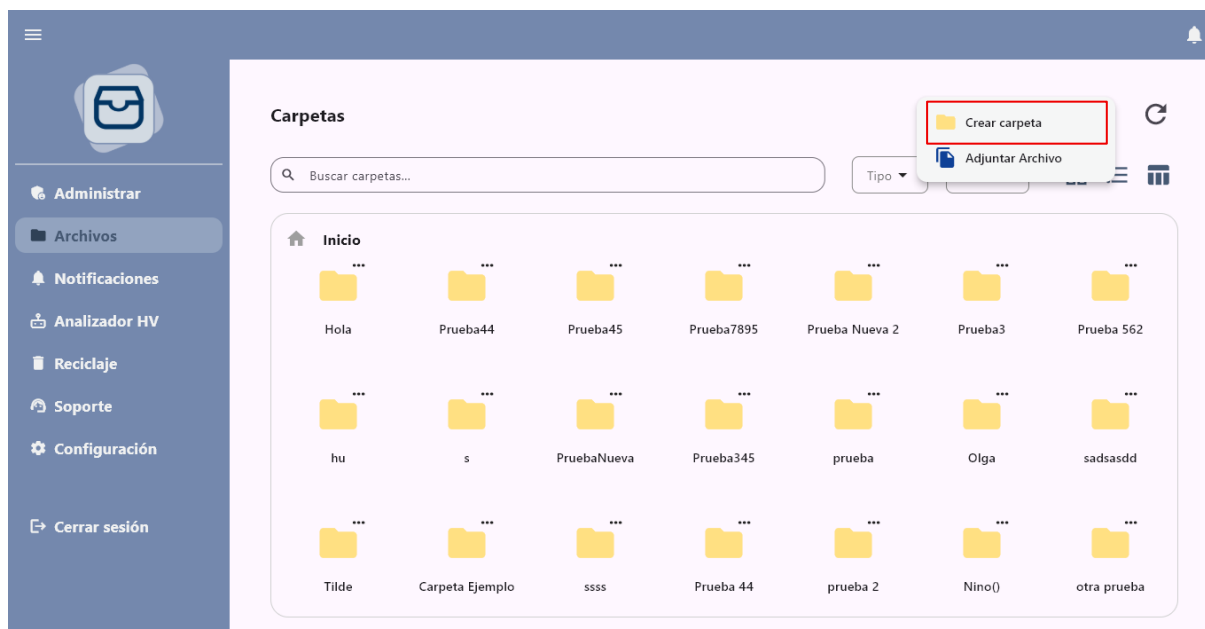 Carpetas
Crear carpeta
Adjuntar Archivo
Buscar carpetas...
Tipo
Administrar
Archivos
Notificaciones
Analizador HV
Reciclaje
Soporte
Configuración
Cerrar sesión
Inicio
Hola
Prueba44
Prueba45
Prueba7895
Prueba Nueva 2
Prueba3
Prueba 562
hu
s
PruebaNueva
Prueba345
prueba
Olga
sadsasdd
Tilde
Carpeta Ejemplo
ssss
Prueba 44
prueba 2
Nino()
otra prueba